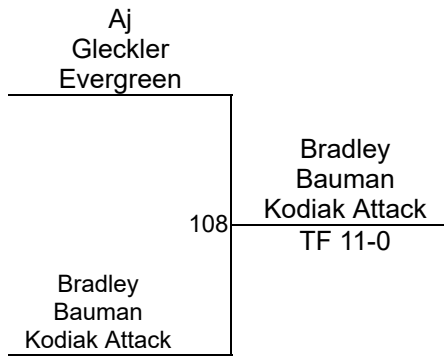 Aj
Gleckler
Evergreen
Bradley
Bauman
Kodiak Attack
108
TF 11-0
Bradley
Bauman
Kodiak Attack